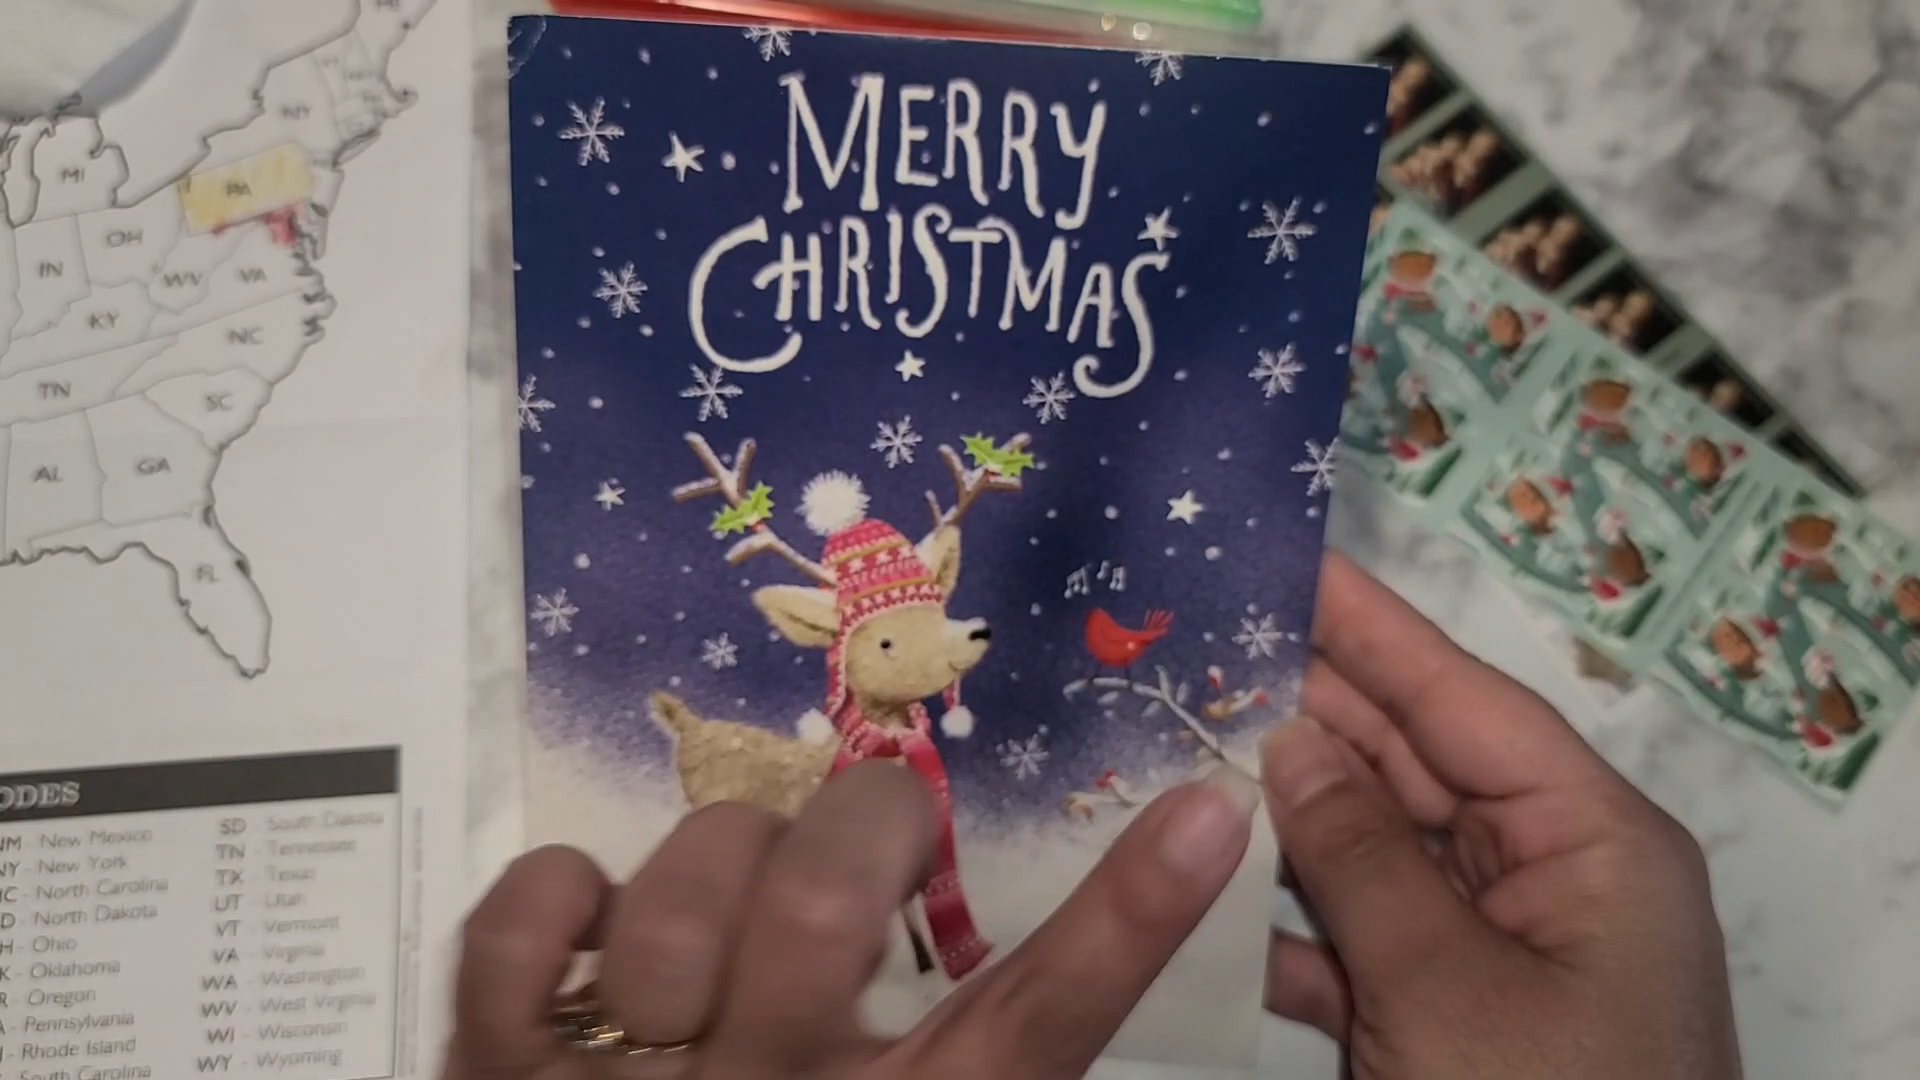 MERRY
CHRISTMAS
NY
MI
PA
OH
IN
WV
VA
KY
NC
TN
SC
AL
GA
FL
ODES
NM - New Mexico
NY - New York
NC - North Carolina
ND - North Dakota
OH - Ohio
OK - Oklahoma
OR - Oregon
PA - Pennsylvania
RI - Rhode Island
South Carolina
SD - South Dakota
TN - Tennessee
TX - Texas
UT - Utah
VT - Vermont
VA - Virginia
WA - Washington
WV - West Virginia
WI - Wisconsin
WY - Wyoming